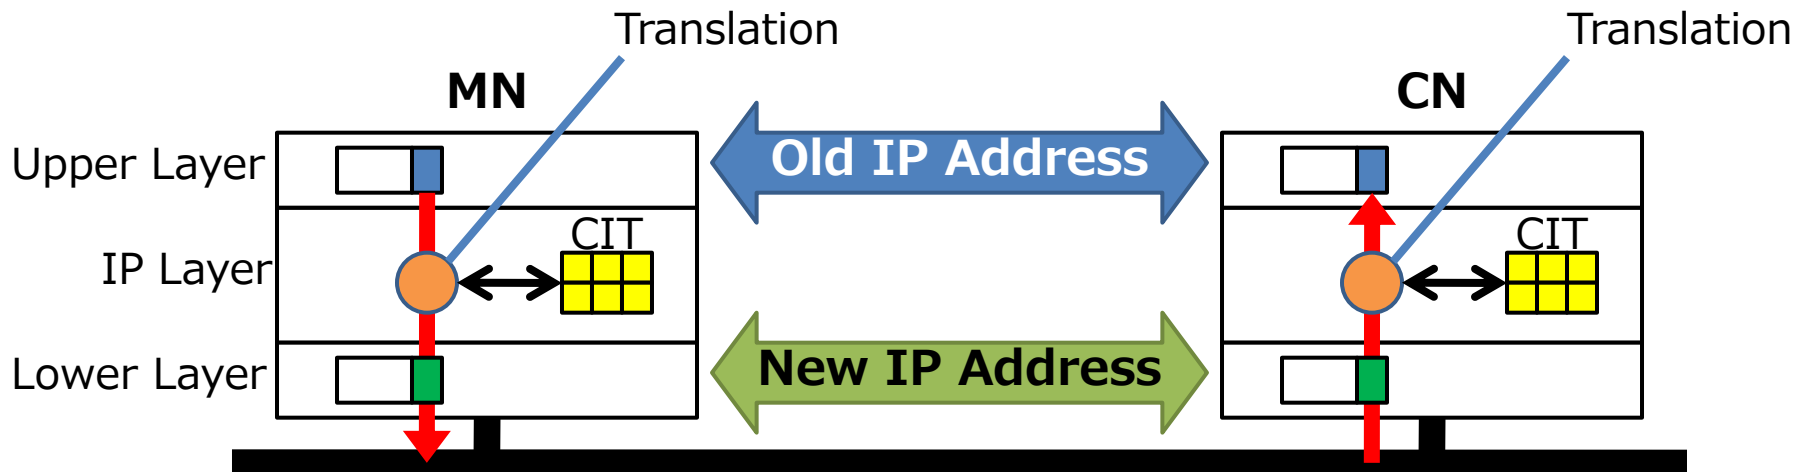 Translation
Translation
MN
CN
Upper Layer
Old IP Address
CIT
CIT
IP Layer
New IP Address
Lower Layer